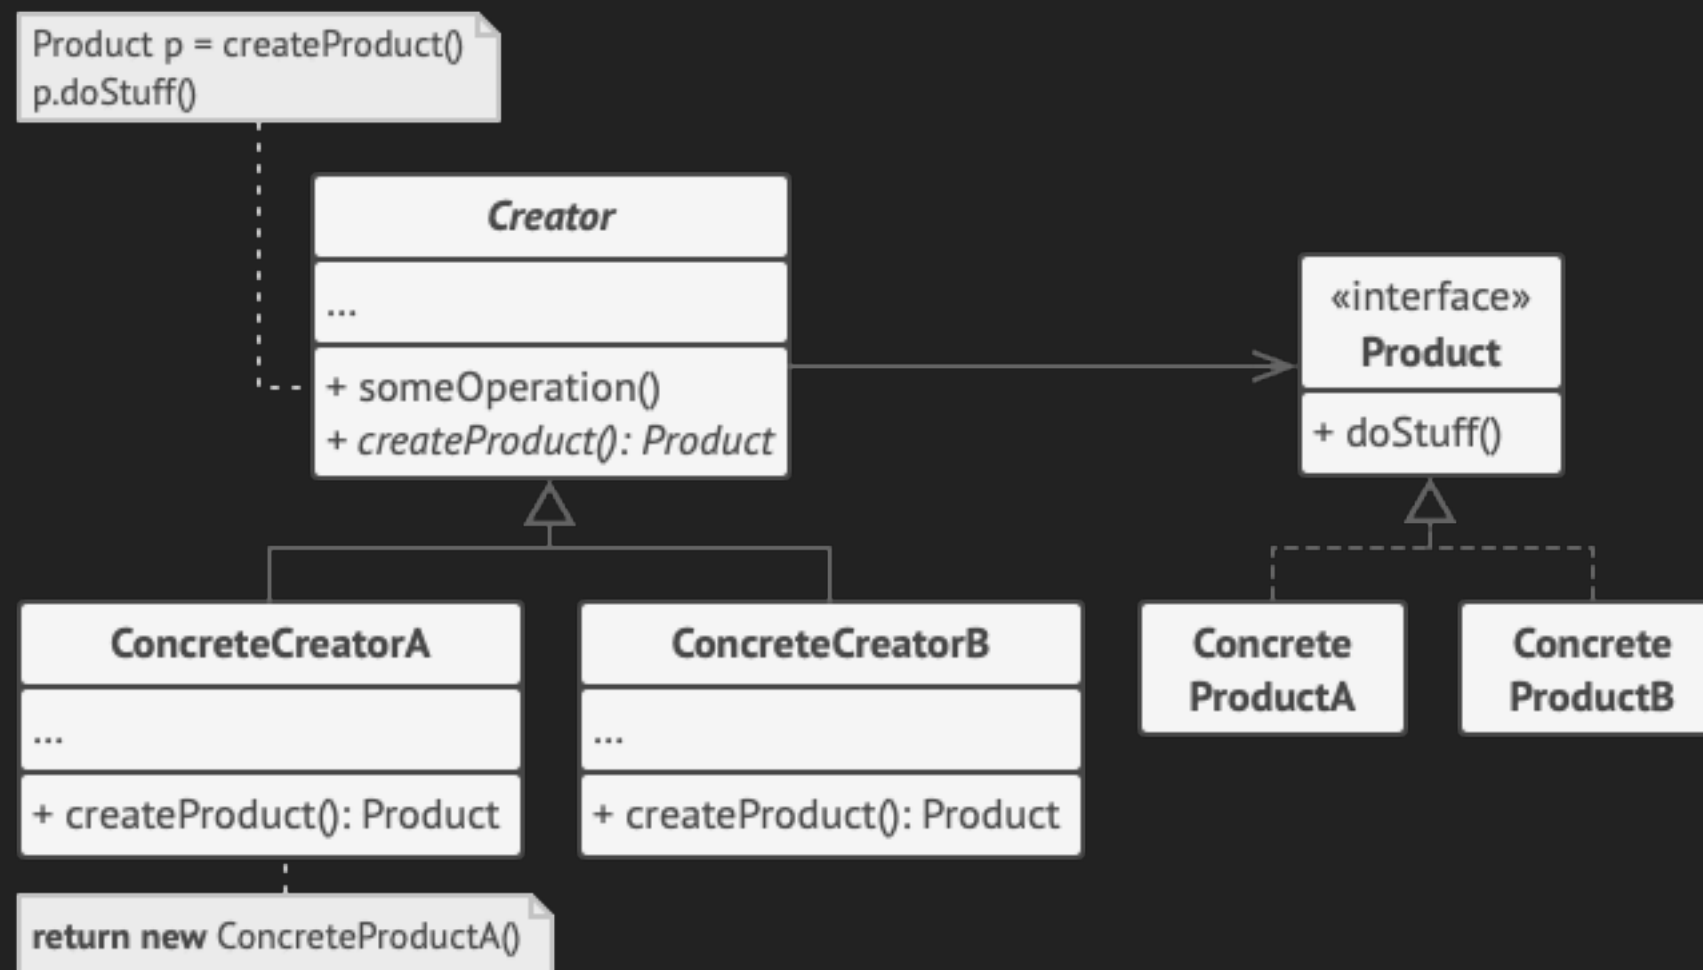 Product p = createProduct()
p.doStuff()
Creator
...
+ someOperation()
+ createProduct(): Product
«interface»
Product
+ doStuff()
ConcreteCreatorA
...
+ createProduct(): Product
ConcreteCreatorB
...
+ createProduct(): Product
Concrete
ProductA
Concrete
ProductB
return new ConcreteProductA()